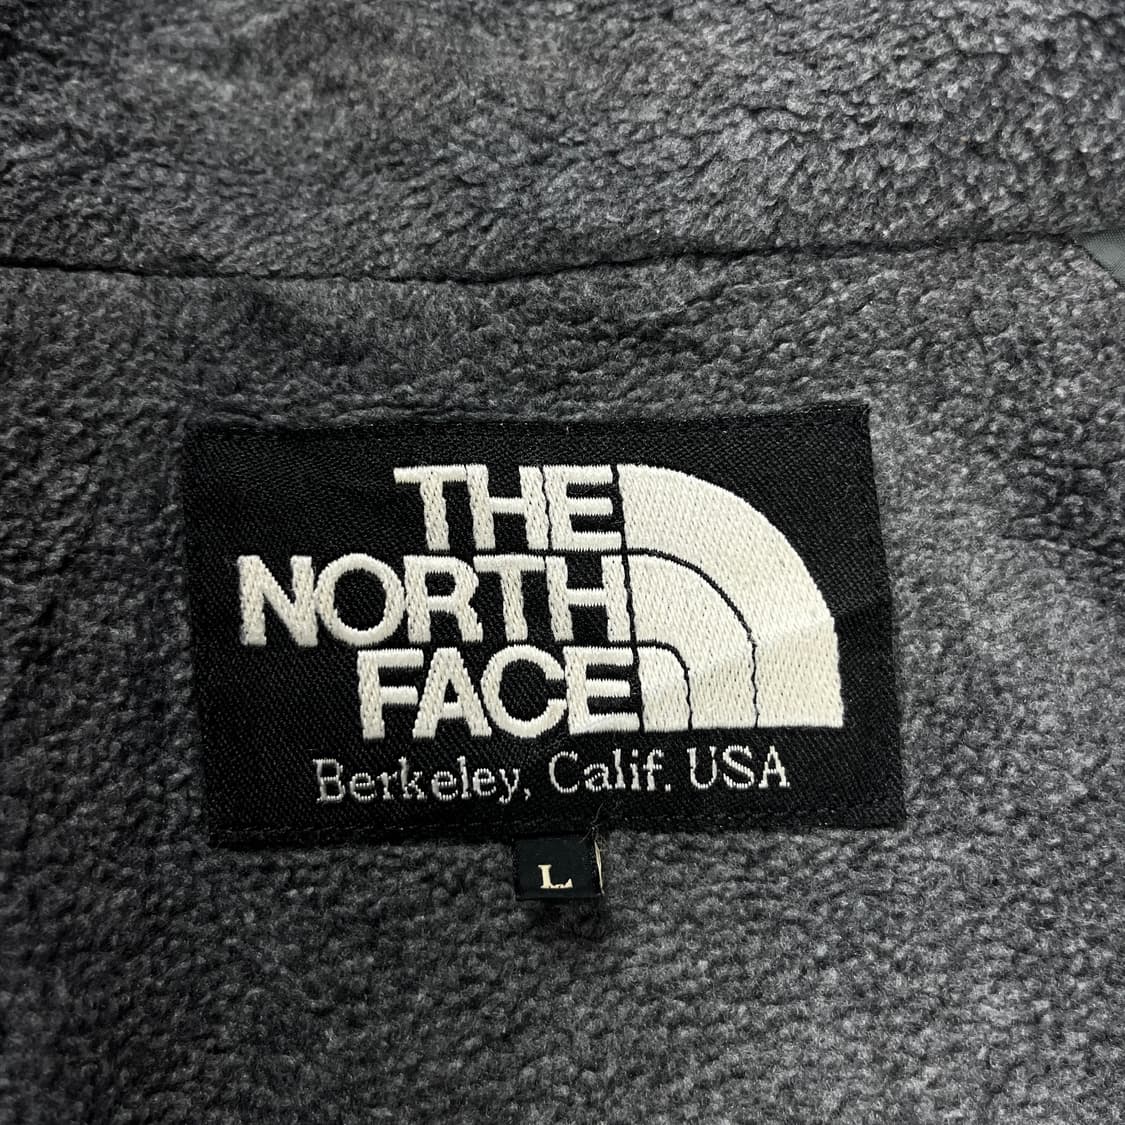 THE
NORTH
FACE
Berkeley, Calif. USA
L